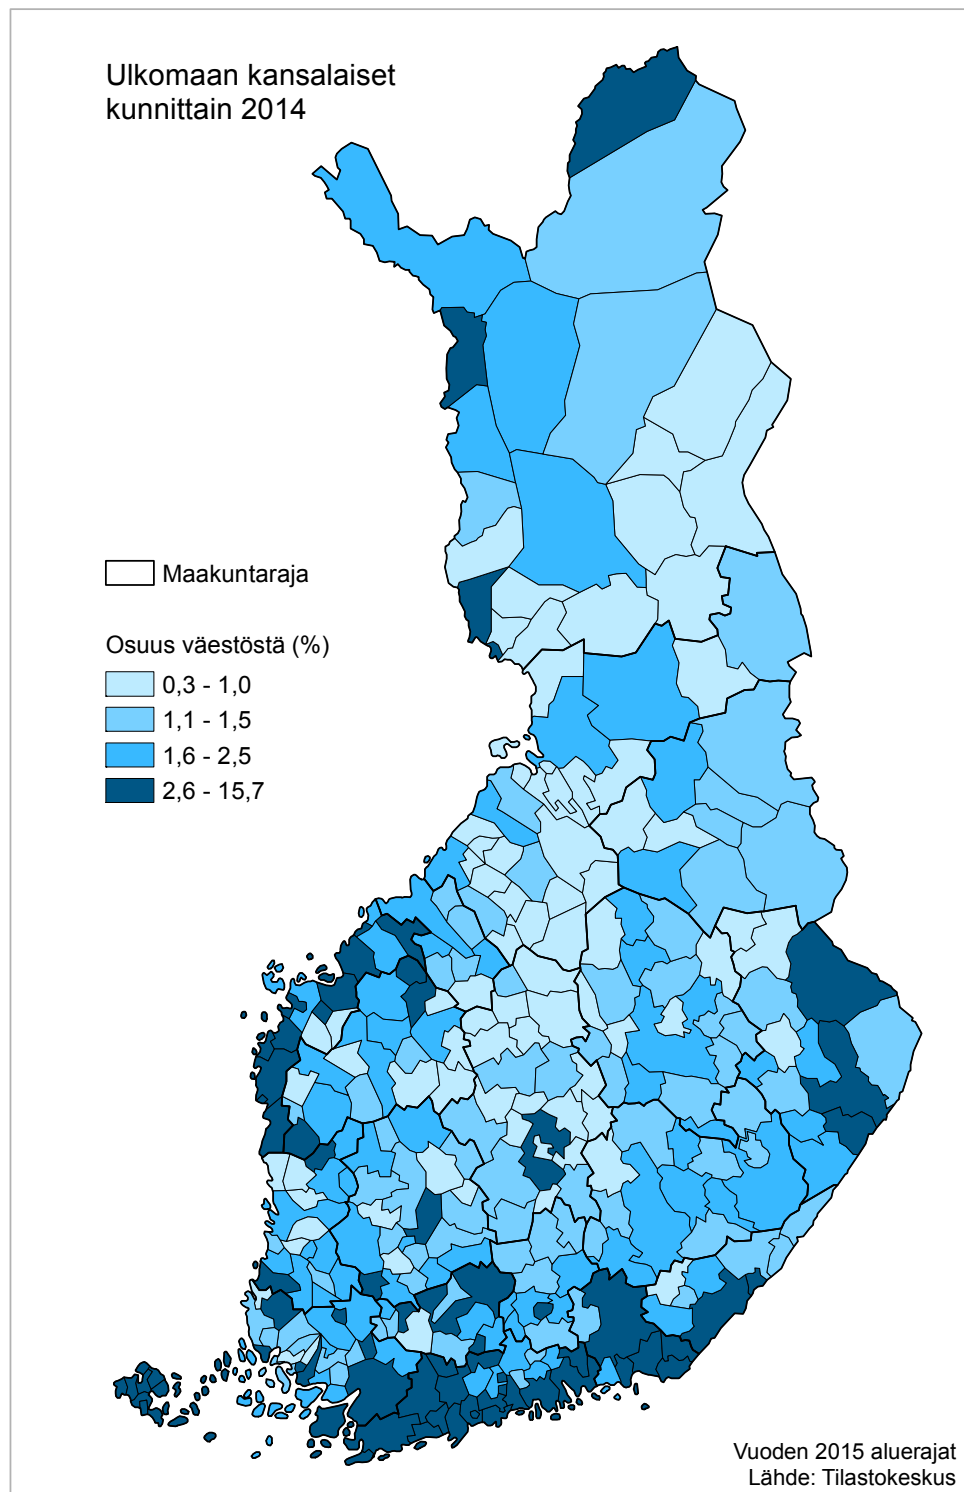 Ulkomaan kansalaiset
kunnittain 2014
Maakuntaraja
Osuus väestöstä (%)
0,3 - 1,0
1,1 - 1,5
1,6 - 2,5
2,6 - 15,7
Vuoden 2015 aluerajat
Lähde: Tilastokeskus